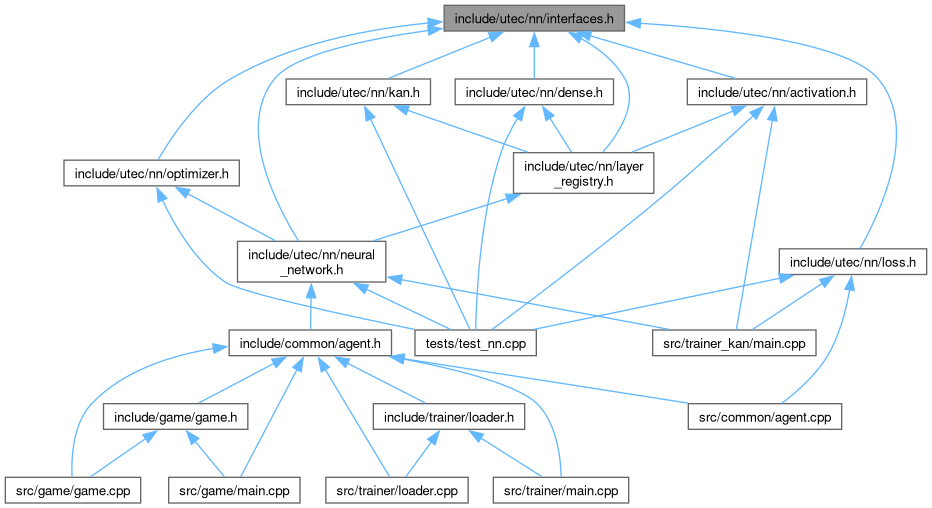 include/utec/nn/interfaces.h
include/utec/nn/kan.h
include/utec/nn/dense.h
include/utec/nn/activation.h
include/utec/nn/optimizer.h
include/utec/nn/layer
_registry.h
include/utec/nn/neural
_network.h
include/utec/nn/loss.h
include/common/agent.h
tests/test_nn.cpp
src/trainer_kan/main.cpp
include/game/game.h
include/trainer/loader.h
src/common/agent.cpp
src/game/game.cpp
src/game/main.cpp
src/trainer/loader.cpp
src/trainer/main.cpp